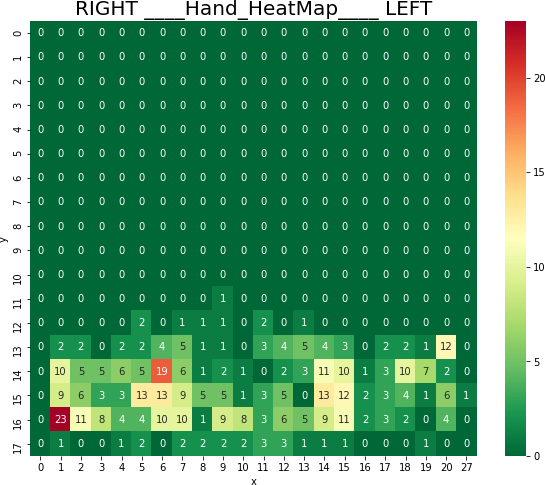 RIGHT ____Hand_HeatMap____ LEFT
0 0 0 0 0 0 0 0 0 0 0 0 0 0 0 0 0 0 0 0 0 0 0
1 0 0 0 0 0 0 0 0 0 0 0 0 0 0 0 0 0 0 0 0 0 0
2 0 0 0 0 0 0 0 0 0 0 0 0 0 0 0 0 0 0 0 0 0 0
3 0 0 0 0 0 0 0 0 0 0 0 0 0 0 0 0 0 0 0 0 0 0
4 0 0 0 0 0 0 0 0 0 0 0 0 0 0 0 0 0 0 0 0 0 0
5 0 0 0 0 0 0 0 0 0 0 0 0 0 0 0 0 0 0 0 0 0 0
6 0 0 0 0 0 0 0 0 0 0 0 0 0 0 0 0 0 0 0 0 0 0
7 0 0 0 0 0 0 0 0 0 0 0 0 0 0 0 0 0 0 0 0 0 0
8 0 0 0 0 0 0 0 0 0 0 0 0 0 0 0 0 0 0 0 0 0 0
9 0 0 0 0 0 0 0 0 0 0 0 0 0 0 0 0 0 0 0 0 0 0
10 0 0 0 0 0 0 0 0 0 0 0 0 0 0 0 0 0 0 0 0 0 0
11 0 0 0 0 0 0 0 0 0 1 0 0 0 0 0 0 0 0 0 0 0 0
12 0 0 0 0 0 2 0 1 1 1 0 2 0 1 0 0 0 0 0 0 0 0
13 0 2 2 0 2 2 4 5 1 1 0 3 4 5 4 3 0 2 2 1 12 0
14 0 10 5 5 6 5 19 6 1 2 1 0 2 3 11 10 1 3 10 7 2 0
15 0 9 6 3 3 13 13 9 5 5 1 3 5 0 13 12 2 3 4 1 6 1
16 0 23 11 8 4 4 10 10 1 9 8 3 6 5 9 11 2 3 2 0 4 0
17 0 1 0 0 1 2 0 2 2 2 2 3 3 1 1 1 0 0 0 1 0 0
0 1 2 3 4 5 6 7 8 9 10 11 12 13 14 15 16 17 18 19 20 27
x
y
20
15
10
5
0